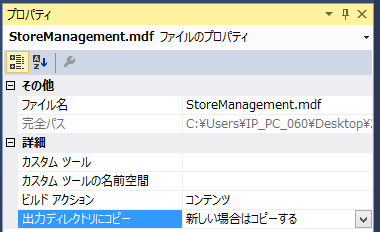 プロパティ
StoreManagement.mdf ファイルのプロパティ
その他
ファイル名 StoreManagement.mdf
完全パス C:¥Users¥IP_PC_060¥Desktop¥
詳細
カスタム ツール
カスタム ツールの名前空間
ビルド アクション コンテンツ
出力ディレクトリにコピー 新しい場合はコピーする